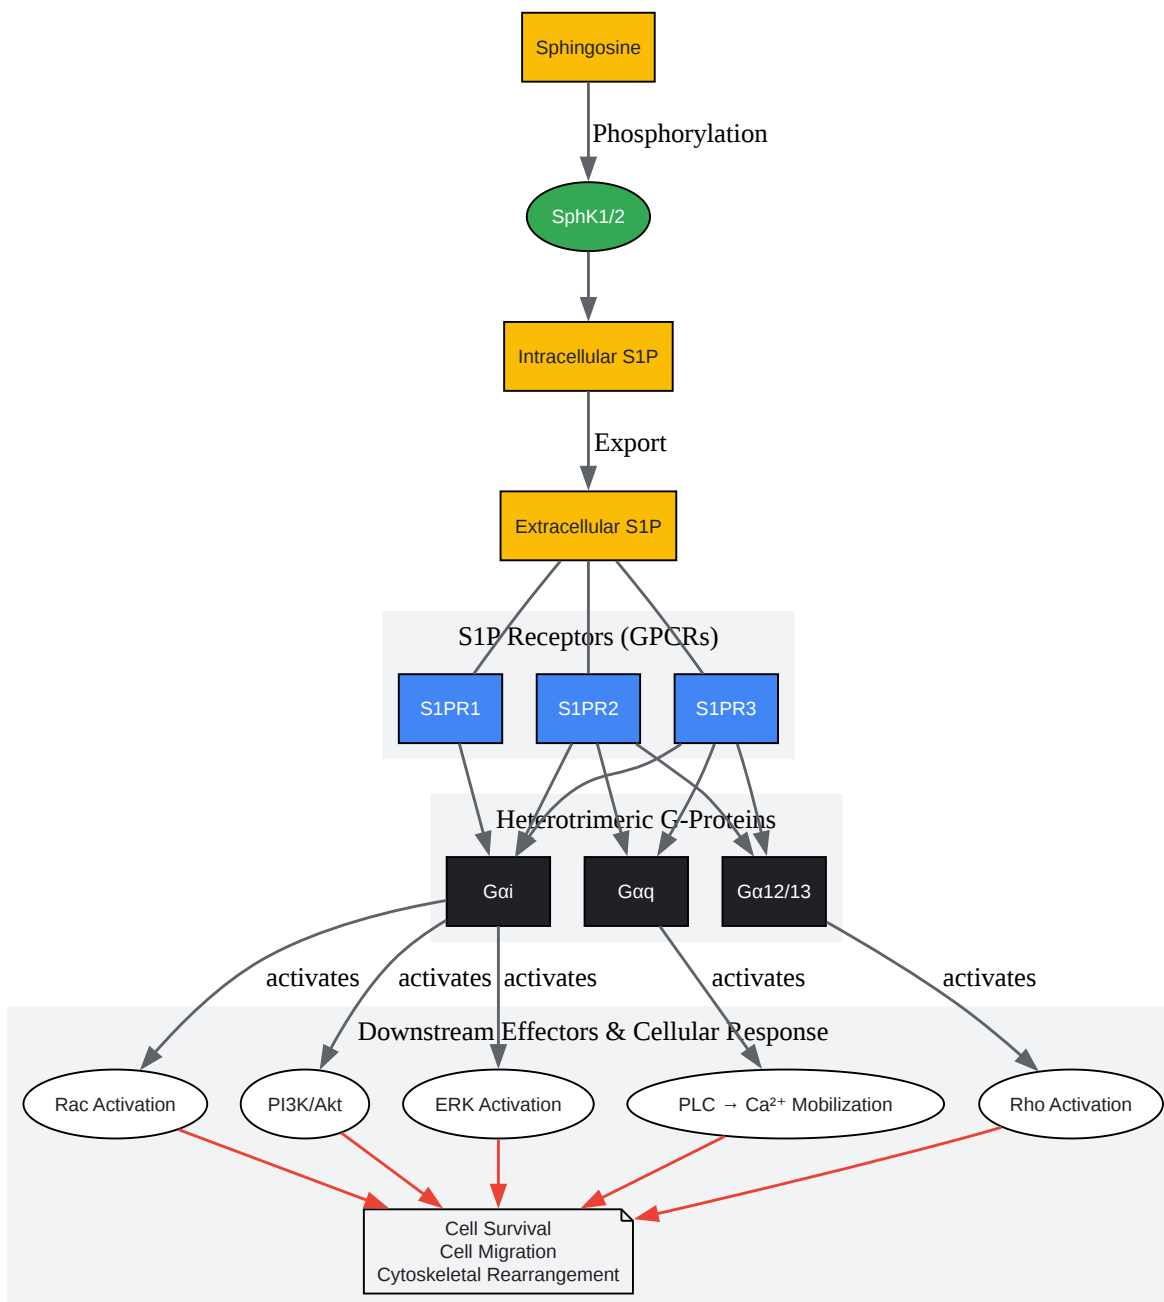 Sphingosine
Phosphorylation
SphK1/2
Intracellular S1P
Export
Extracellular S1P
S1P Receptors (GPCRs)
S1PR1
S1PR2
S1PR3
Heterotrimeric G-Proteins
Gαi
Gαq
Gα12/13
activates
activates
activates
activates
activates
Downstream Effectors & Cellular Response
Rac Activation
PI3K/Akt
ERK Activation
PLC → Ca²⁺ Mobilization
Rho Activation
Cell Survival
Cell Migration
Cytoskeletal Rearrangement